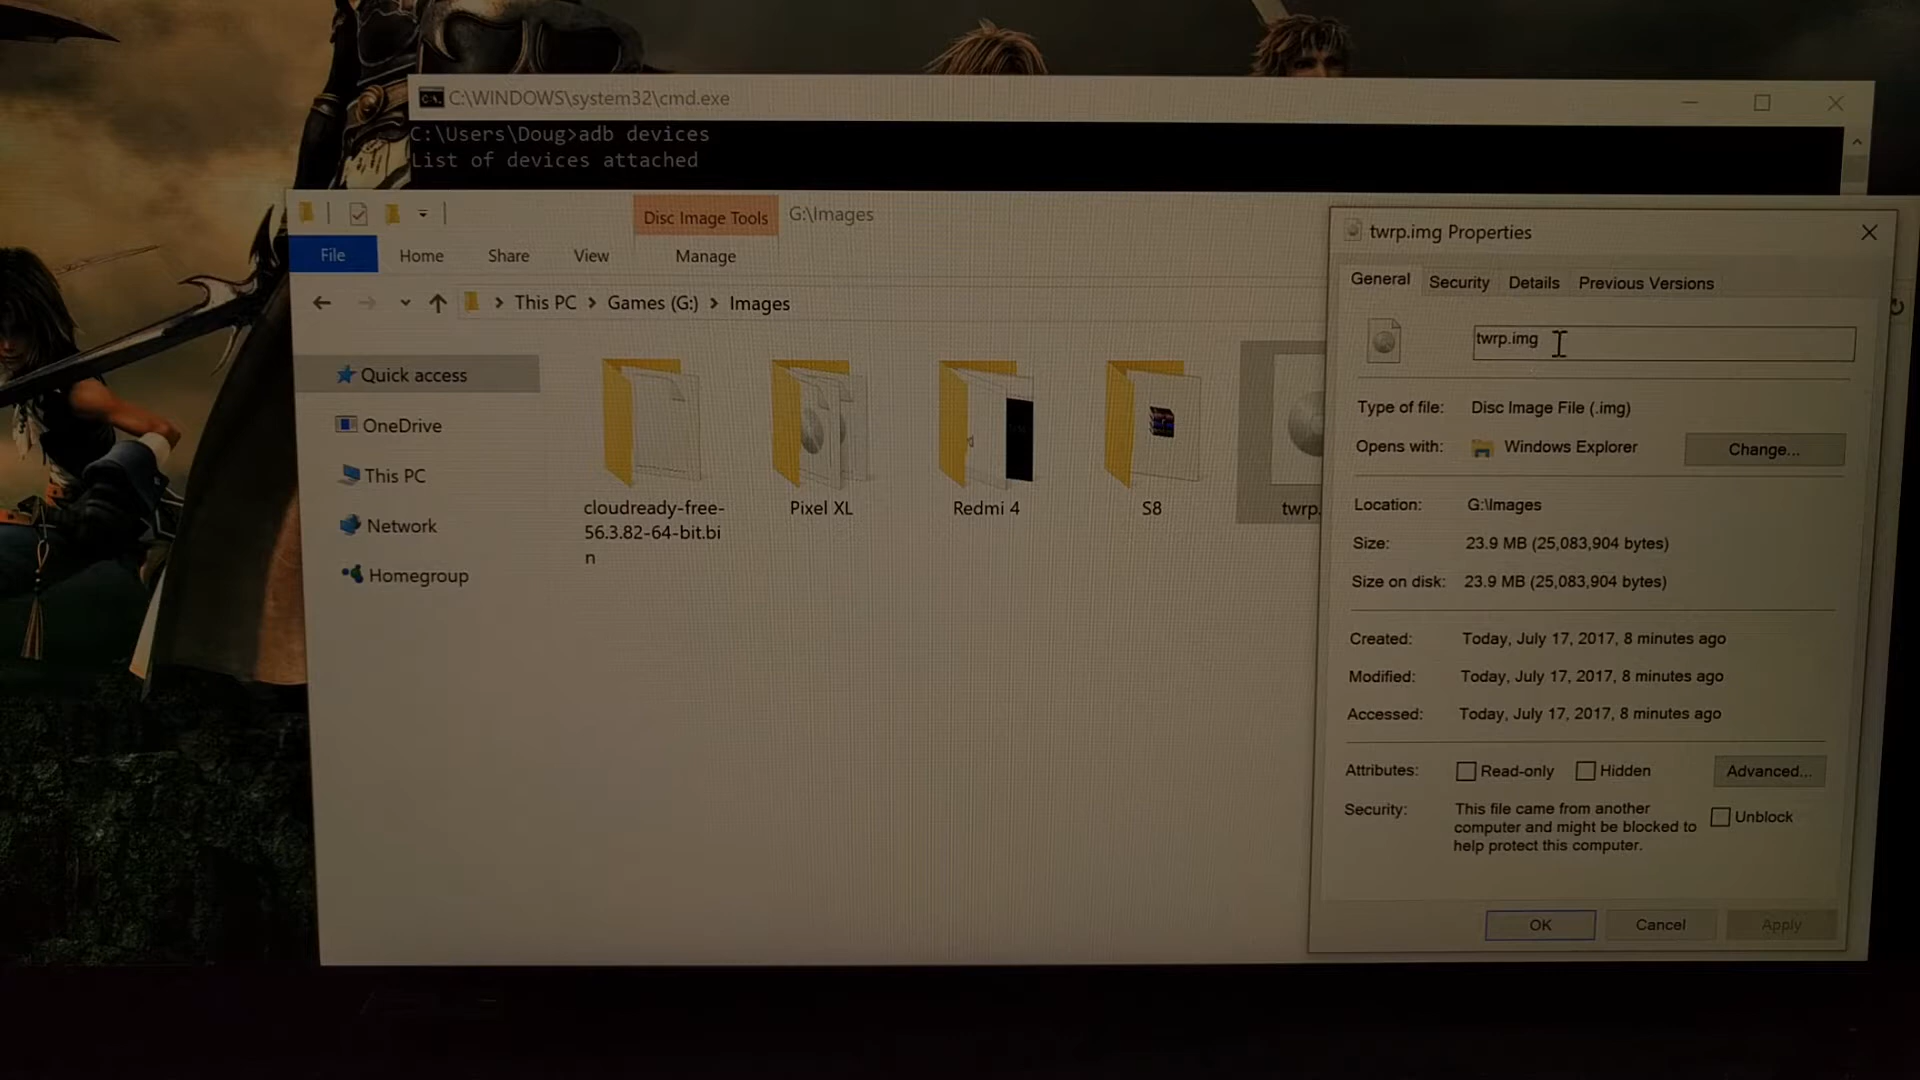 C:\WINDOWS\system32\cmd.exe
C:\Users\Doug>adb devices
List of devices attached
Disc Image Tools
G:\Images
File
Home
Share
View
Manage
This PC > Games (G:) > Images
Quick access
OneDrive
This PC
Network
Homegroup
cloudready-free-
56.3.82-64-bit.bi
n
Pixel XL
Redmi 4
S8
twrp.
twrp.img Properties
General
Security
Details
Previous Versions
twrp.img
Type of file: Disc Image File (.img)
Opens with: Windows Explorer
Change...
Location: G:\Images
Size: 23.9 MB (25,083,904 bytes)
Size on disk: 23.9 MB (25,083,904 bytes)
Created: Today, July 17, 2017, 8 minutes ago
Modified: Today, July 17, 2017, 8 minutes ago
Accessed: Today, July 17, 2017, 8 minutes ago
Attributes: Read-only Hidden
Advanced...
Security: This file came from another
computer and might be blocked to
help protect this computer.
Unblock
OK
Cancel
Apply